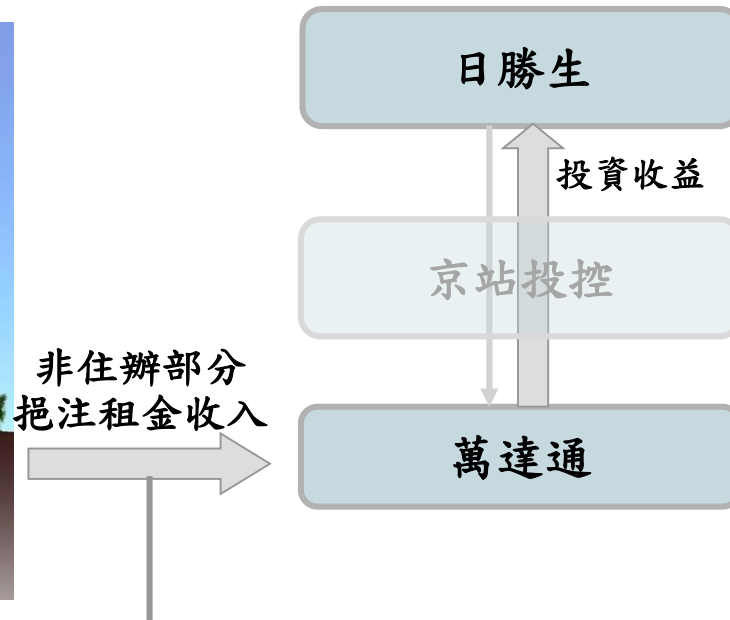 日勝生
投資收益
京站投控
非住辦部分
挹注租金收入
萬達通